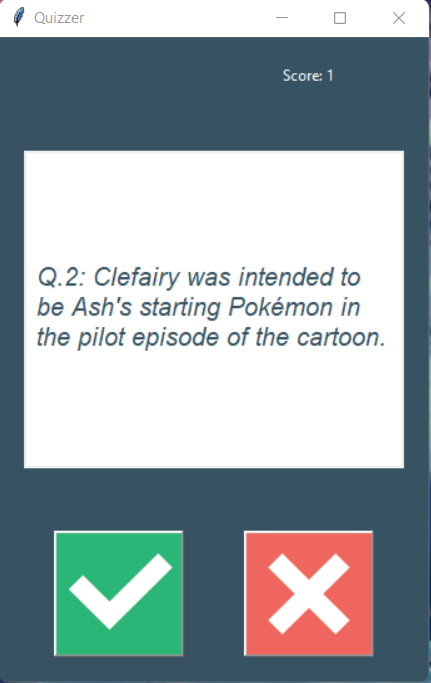 Quizzer
Score: 1
Q.2: Clefairy was intended to
be Ash's starting Pokémon in
the pilot episode of the cartoon.